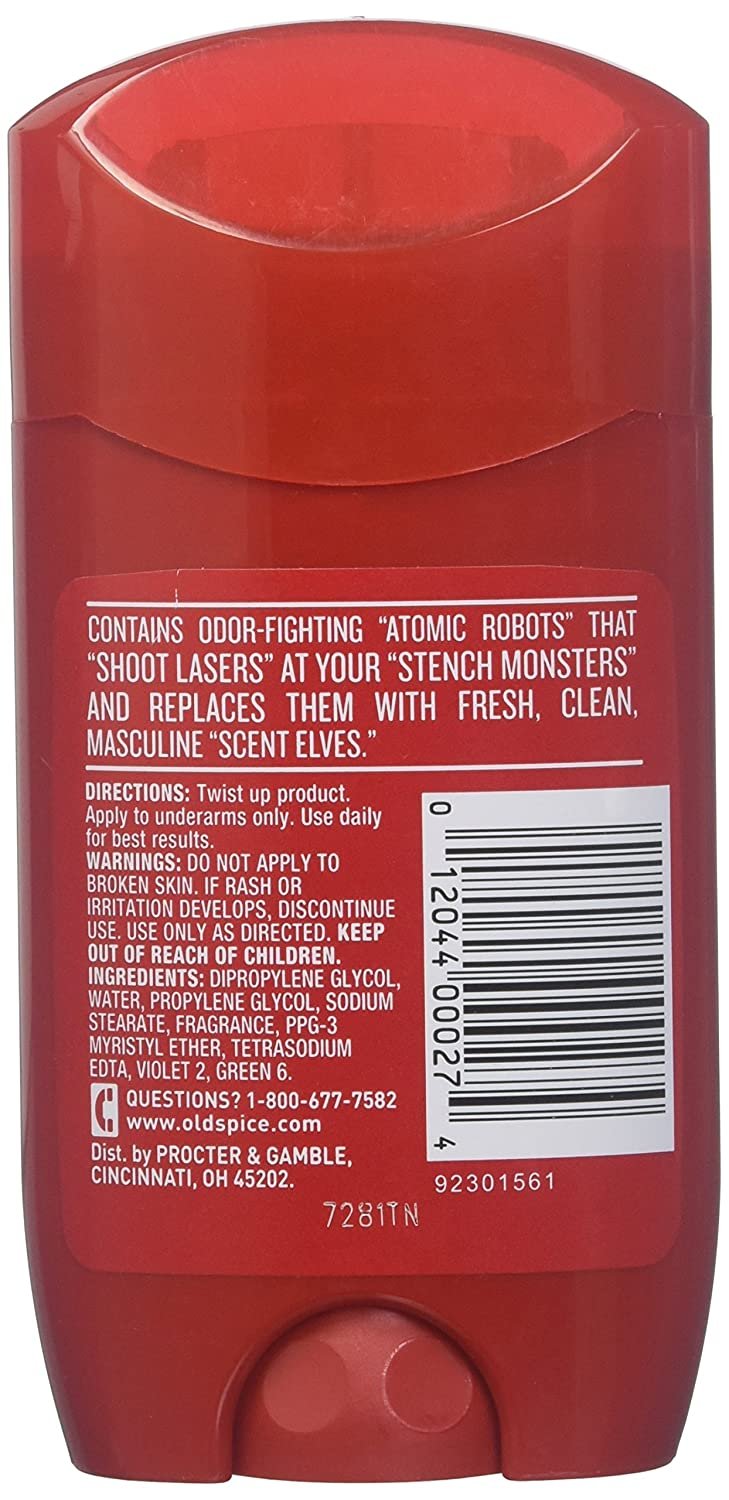 CONTAINS ODOR-FIGHTING “ATOMIC ROBOTS” THAT
“SHOOT LASERS” AT YOUR “STENCH MONSTERS”
AND REPLACES THEM WITH FRESH, CLEAN,
MASCULINE “SCENT ELVES.”
DIRECTIONS: Twist up product.
Apply to underarms only. Use daily
for best results.
WARNINGS: DO NOT APPLY TO
BROKEN SKIN. IF RASH OR
IRRITATION DEVELOPS, DISCONTINUE
USE. USE ONLY AS DIRECTED. KEEP
OUT OF REACH OF CHILDREN.
INGREDIENTS: DIPROPYLENE GLYCOL,
WATER, PROPYLENE GLYCOL, SODIUM
STEARATE, FRAGRANCE, PPG-3
MYRISTYL ETHER, TETRASODIUM
EDTA, VIOLET 2, GREEN 6.
QUESTIONS? 1-800-677-7582
www.oldspice.com
Dist. by PROCTER & GAMBLE,
CINCINNATI, OH 45202.
0 12044 00027 4
92301561
7281TN